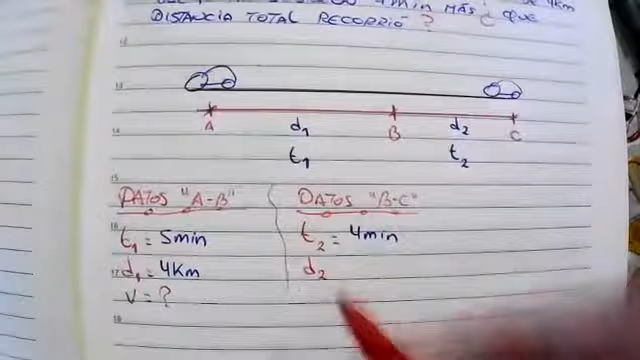 4min MÁS ¿ QUE
4km
DISTANCIA TOTAL RECORRIÓ ?
A
d₁
B
d₂
C
t₁
t₂
DATOS "A-B"
DATOS "B-C"
t₁ = 5min
t₂ = 4min
d₁ = 4Km
d₂
V = ?